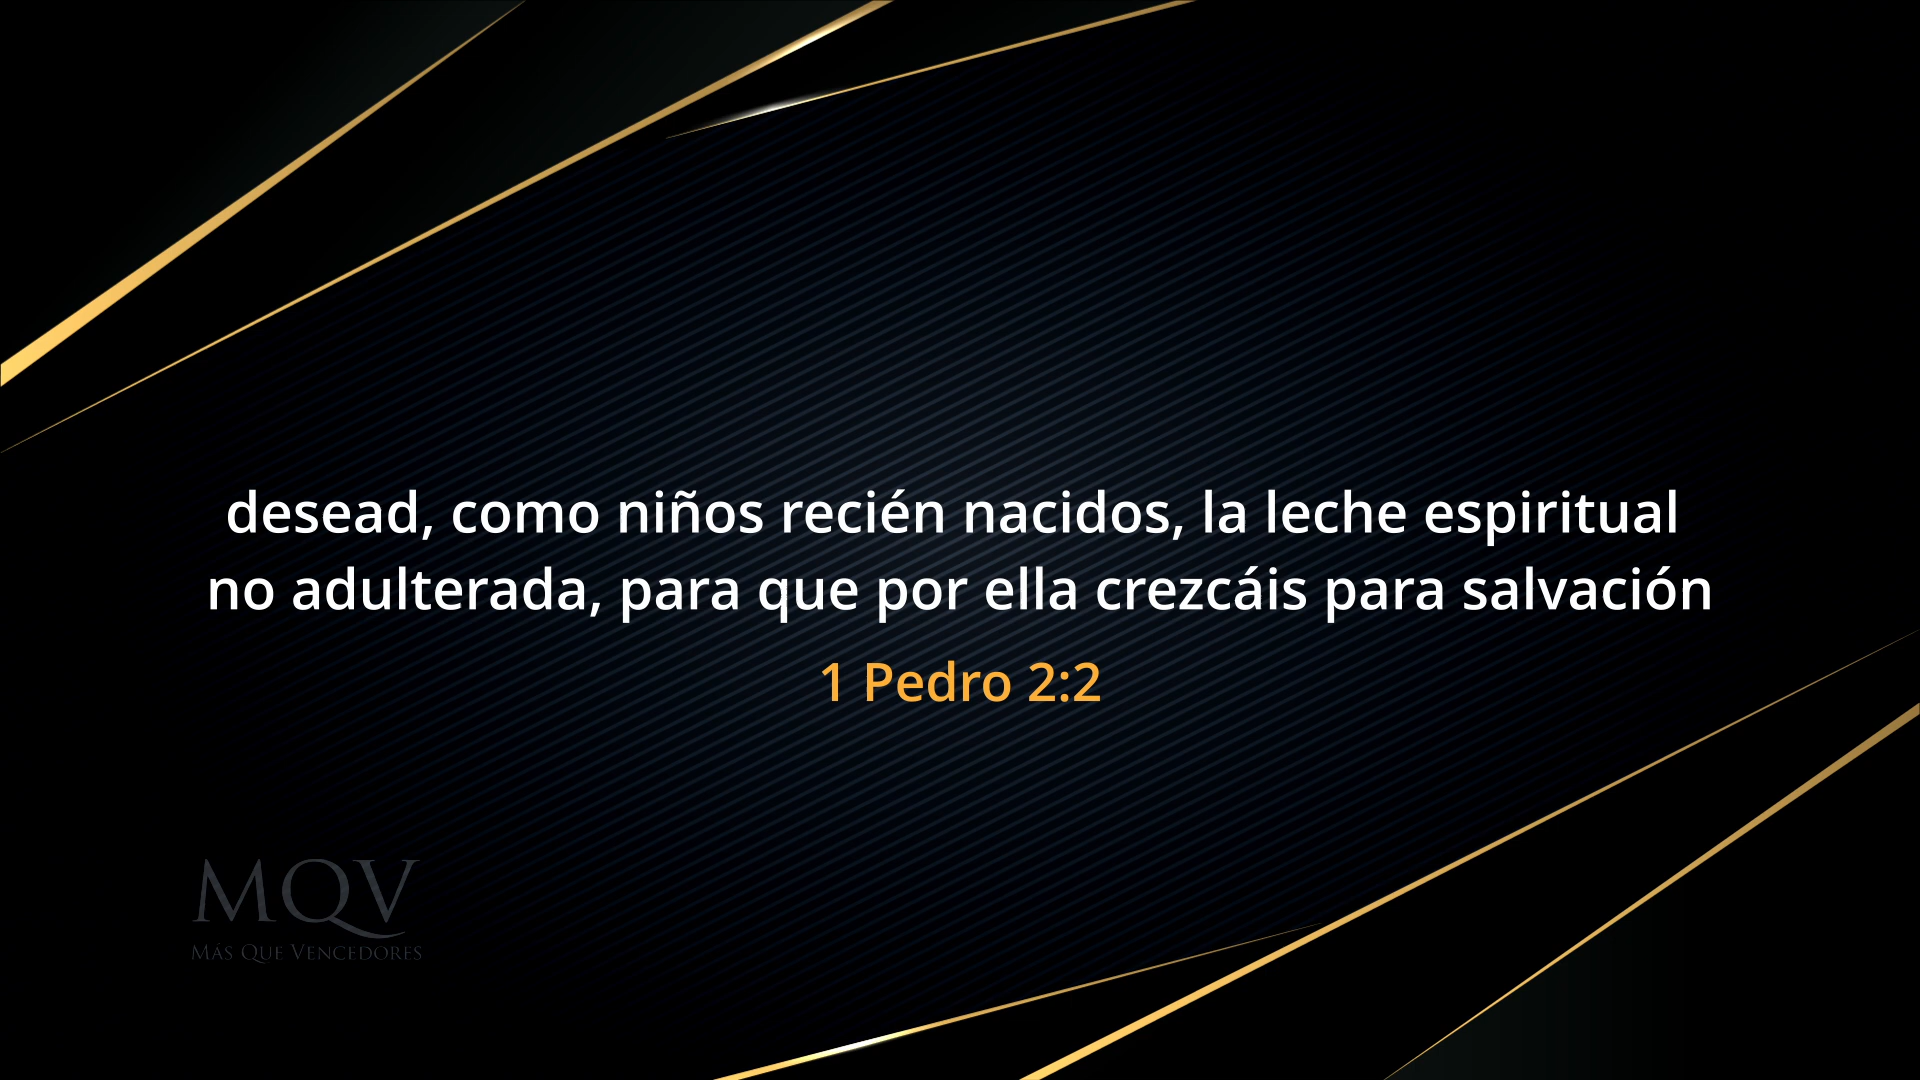 desead, como niños recién nacidos, la leche espiritual
no adulterada, para que por ella crezcáis para salvación
1 Pedro 2:2
MQV
Más Que Vencedores